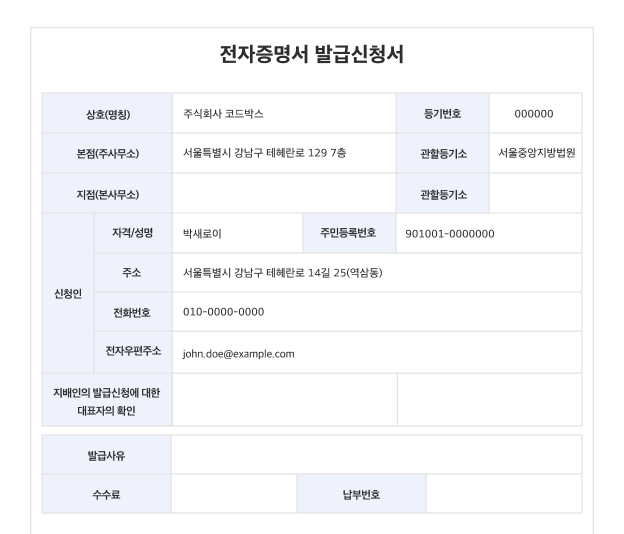 전자증명서 발급신청서
상호(명칭) 주식회사 코드박스 등기번호 000000
본점(주사무소) 서울특별시 강남구 테헤란로 129 7층 관할등기소 서울중앙지방법원
지점(본사무소) 관할등기소
신청인
자격/성명 박새로이 주민등록번호 901001-0000000
주소 서울특별시 강남구 테헤란로 14길 25(역삼동)
전화번호 010-0000-0000
전자우편주소 john.doe@example.com
지배인의 발급신청에 대한
대표자의 확인
발급사유
수수료 납부번호